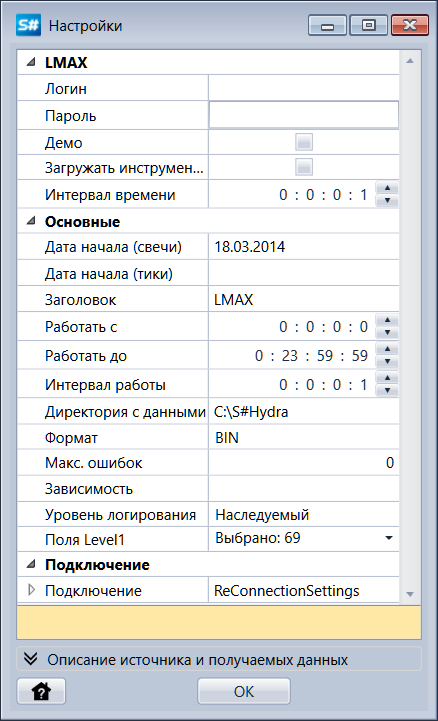 S# Настройки
LMAX
Логин
Пароль
Демо
Загружать инструмен...
Интервал времени 0 : 0 : 0 : 1
Основные
Дата начала (свечи) 18.03.2014
Дата начала (тики)
Заголовок LMAX
Работать с 0 : 0 : 0 : 0
Работать до 0 : 23 : 59 : 59
Интервал работы 0 : 0 : 0 : 1
Директория с данными C:\S#Hydra
Формат BIN
Макс. ошибок 0
Зависимость
Уровень логирования Наследуемый
Поля Level1 Выбрано: 69
Подключение
Подключение ReConnectionSettings
Описание источника и получаемых данных
? OK